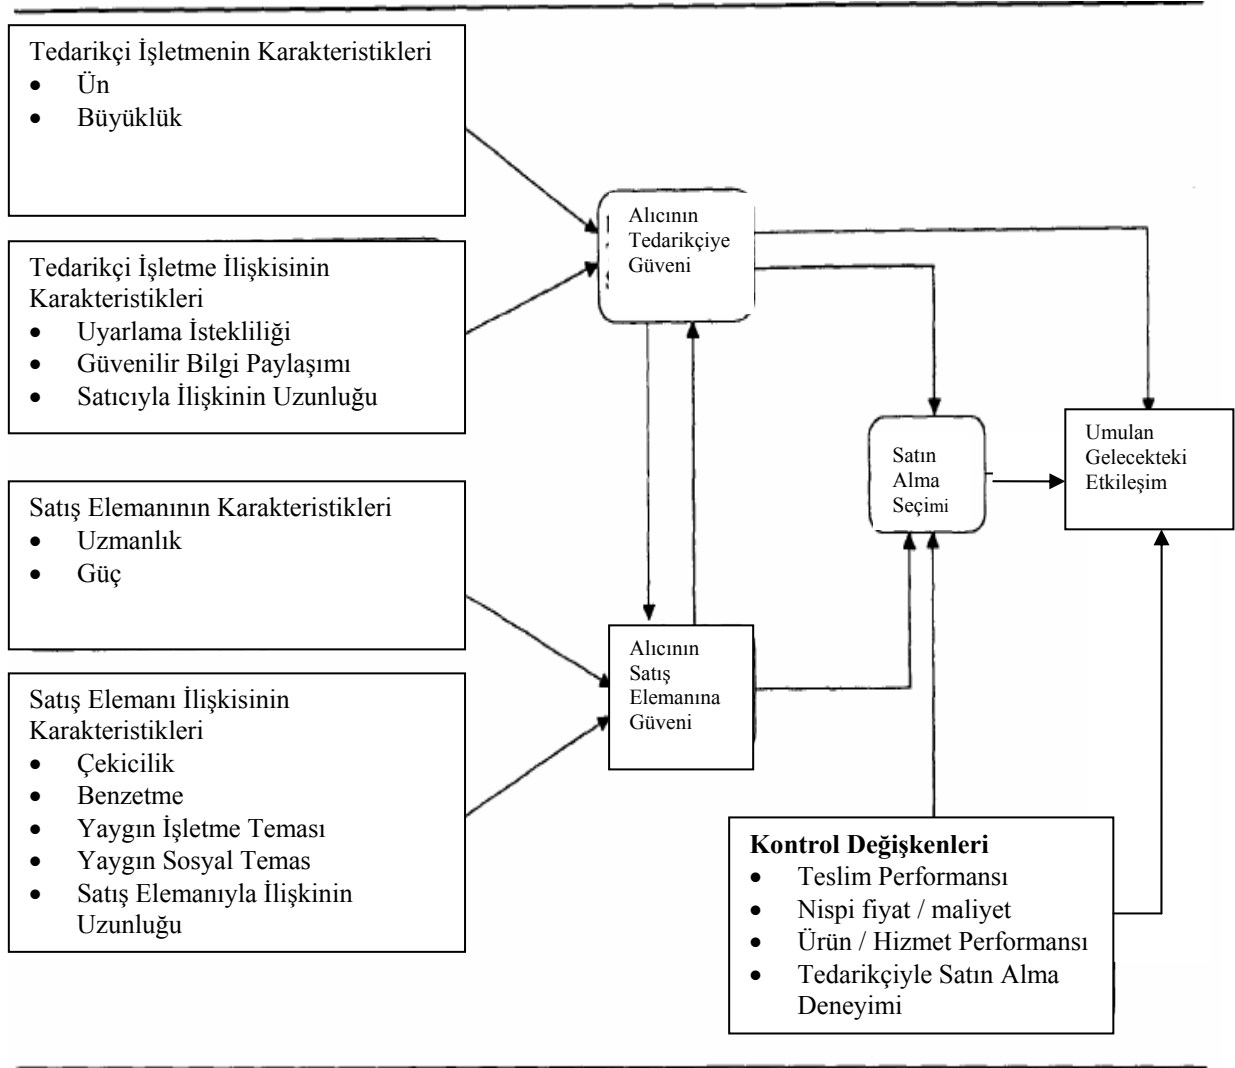 Tedarikçi İşletmenin Karakteristikleri
• Ün
• Büyüklük
Tedarikçi İşletme İlişkisinin
Karakteristikleri
• Uyarlama İstekliliği
• Güvenilir Bilgi Paylaşımı
• Satıcıyla İlişkinin Uzunluğu
Satış Elemanının Karakteristikleri
• Uzmanlık
• Güç
Satış Elemanı İlişkisinin
Karakteristikleri
• Çekicilik
• Benzetme
• Yaygın İşletme Teması
• Yaygın Sosyal Temas
• Satış Elemanıyla İlişkinin
Uzunluğu
Alıcının
Tedarikçiye
Güveni
Alıcının
Satış
Elemanına
Güveni
Satın
Alma
Seçimi
Umulan
Gelecekteki
Etkileşim
Kontrol Değişkenleri
• Teslim Performansı
• Nispi fiyat / maliyet
• Ürün / Hizmet Performansı
• Tedarikçiyle Satın Alma
Deneyimi